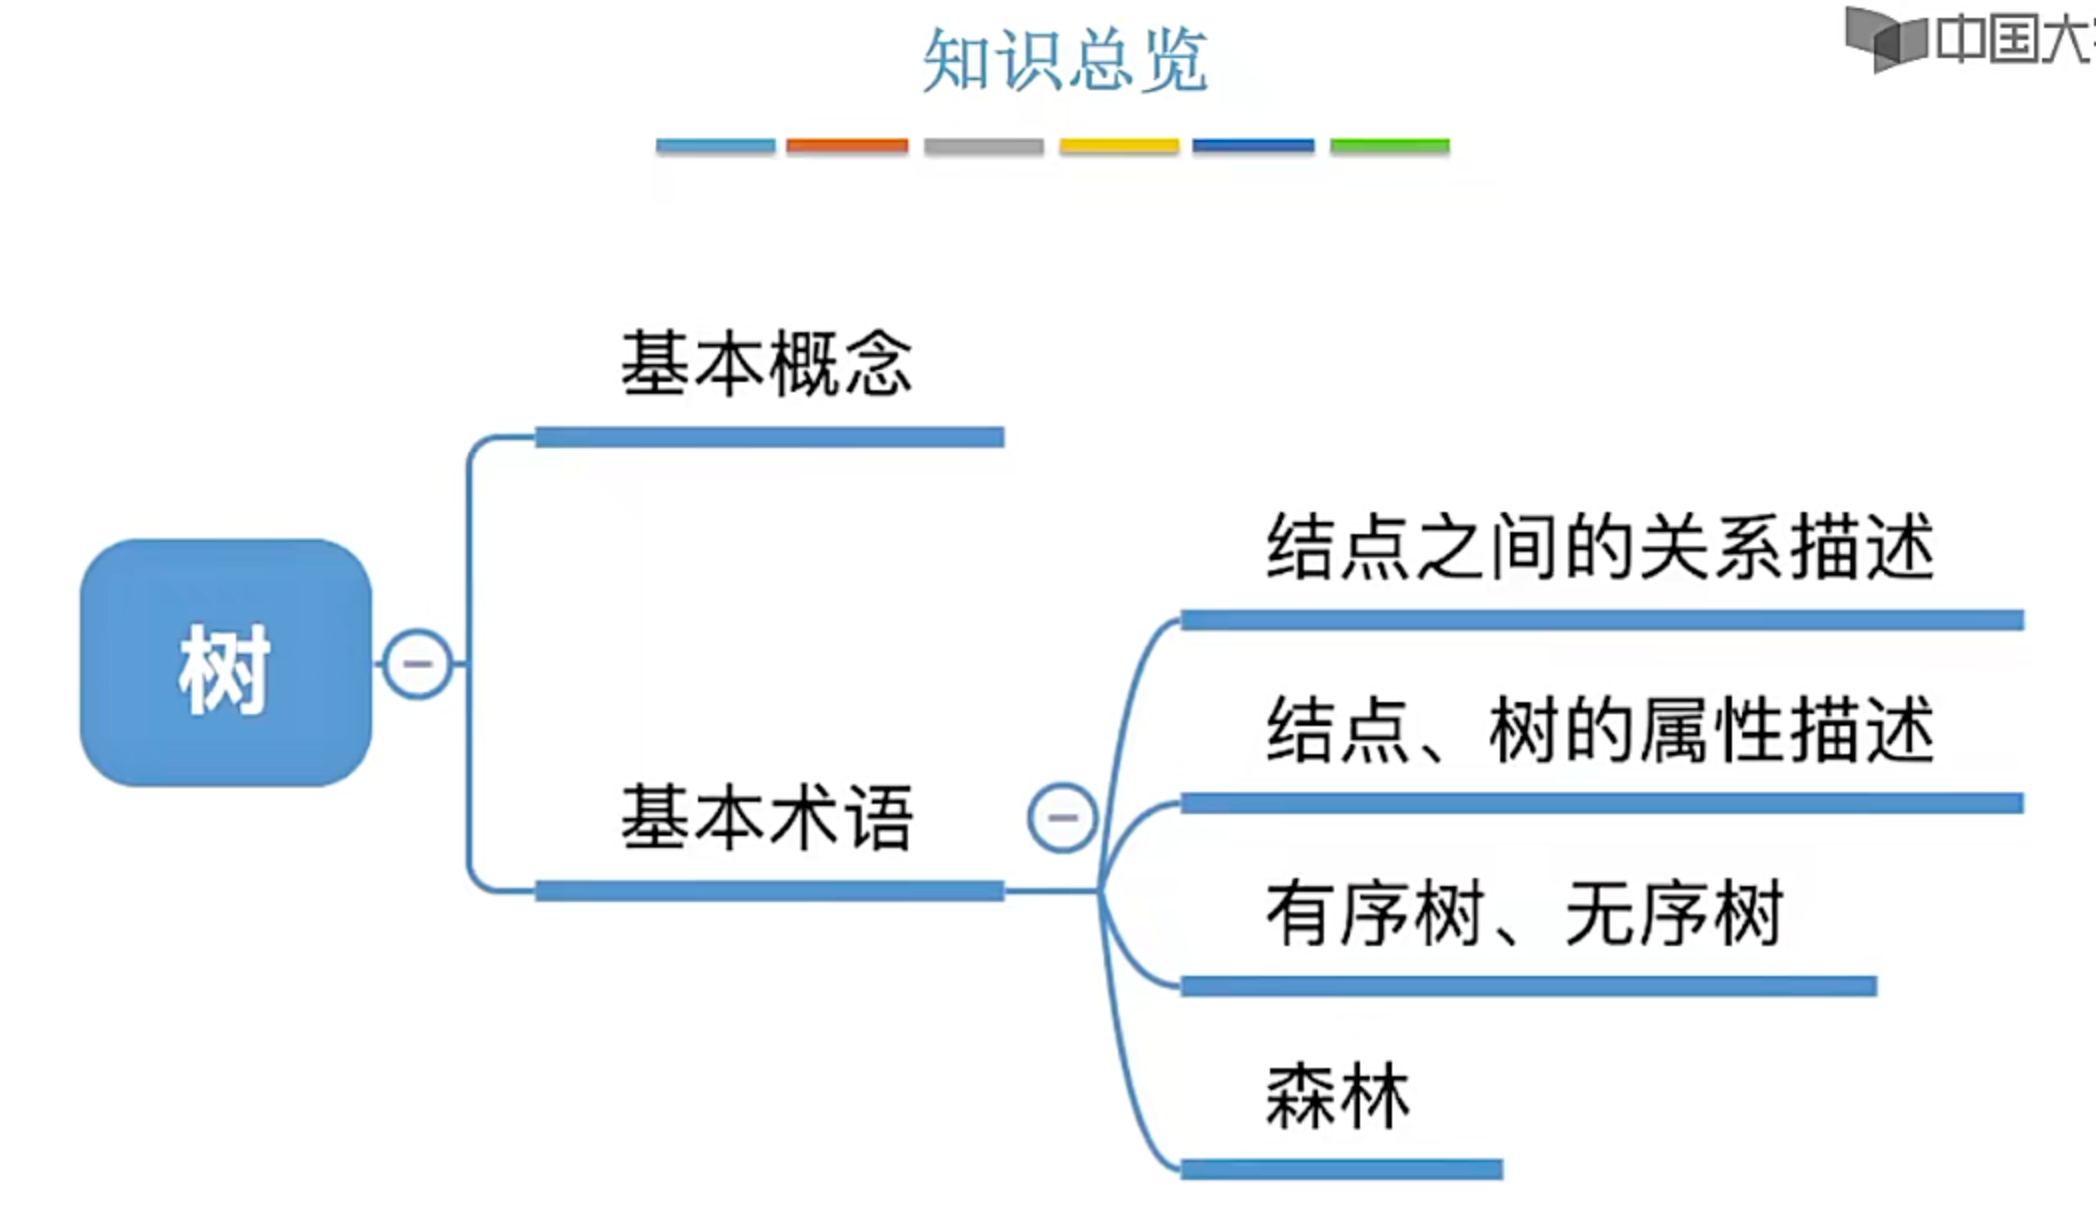 知识总览
中国大
基本概念
结点之间的关系描述
树
结点、树的属性描述
基本术语
有序树、无序树
森林